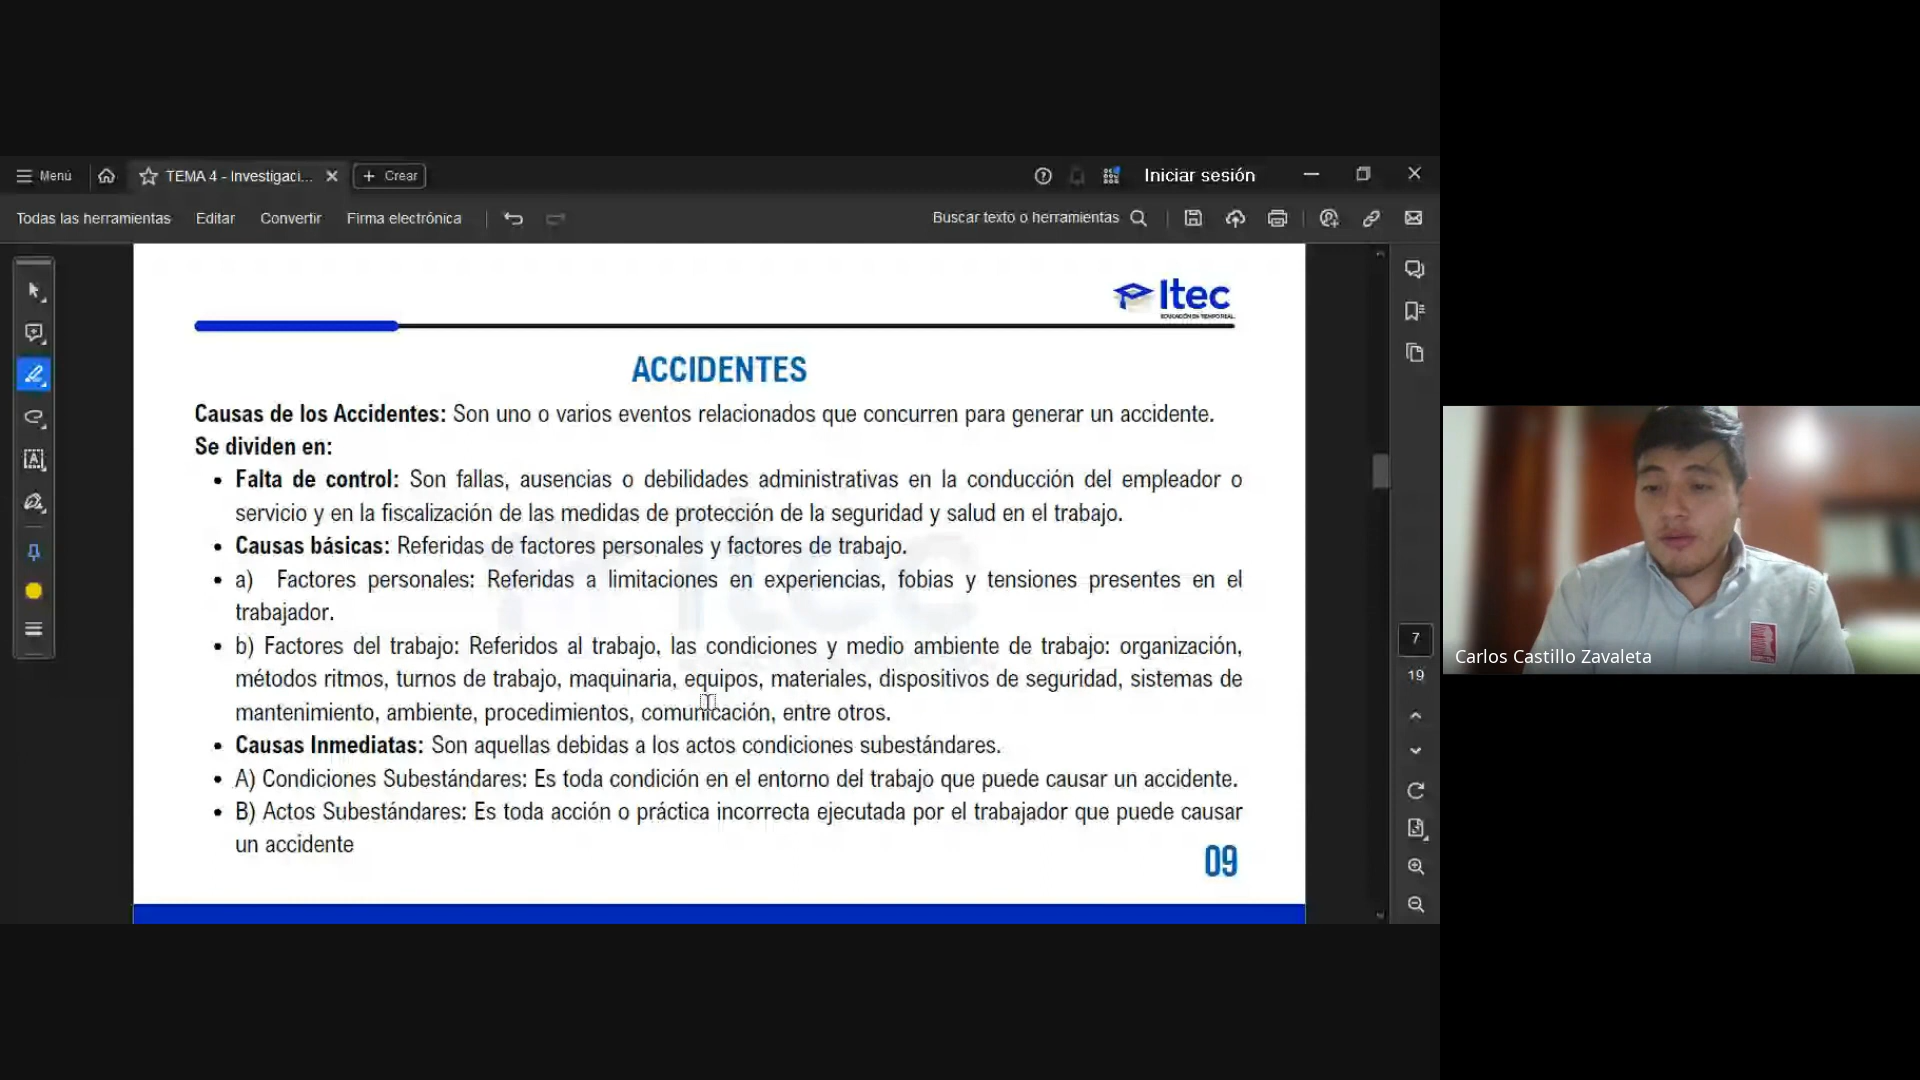 Menú
TEMA 4 - Investigaci...
Crear
Iniciar sesión
Todas las herramientas
Editar
Convertir
Firma electrónica
Buscar texto o herramientas
Itec
EDUCACIÓN EN TIEMPO REAL
ACCIDENTES
Causas de los Accidentes: Son uno o varios eventos relacionados que concurren para generar un accidente.
Se dividen en:
• Falta de control: Son fallas, ausencias o debilidades administrativas en la conducción del empleador o
servicio y en la fiscalización de las medidas de protección de la seguridad y salud en el trabajo.
• Causas básicas: Referidas de factores personales y factores de trabajo.
• a) Factores personales: Referidas a limitaciones en experiencias, fobias y tensiones presentes en el
trabajador.
• b) Factores del trabajo: Referidos al trabajo, las condiciones y medio ambiente de trabajo: organización,
métodos ritmos, turnos de trabajo, maquinaria, equipos, materiales, dispositivos de seguridad, sistemas de
mantenimiento, ambiente, procedimientos, comunicación, entre otros.
• Causas Inmediatas: Son aquellas debidas a los actos condiciones subestándares.
• A) Condiciones Subestándares: Es toda condición en el entorno del trabajo que puede causar un accidente.
• B) Actos Subestándares: Es toda acción o práctica incorrecta ejecutada por el trabajador que puede causar
un accidente
09
7
19
Carlos Castillo Zavaleta